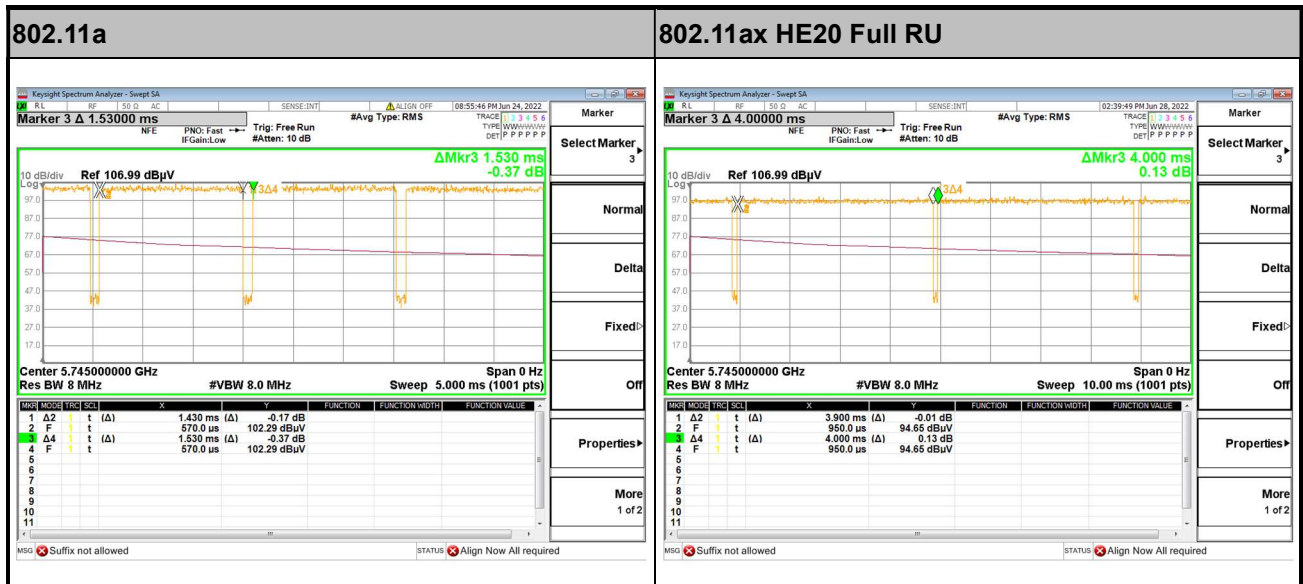 802.11a
802.11ax HE20 Full RU
Keysight Spectrum Analyzer - Swept SA
RL RF 50 Ω AC SENSE:INT ALIGN OFF 08:55:46 PM Jun 24, 2022
Marker 3 Δ 1.53000 ms
#Avg Type: RMS
TRACE 1 2 3 4 5 6
NFE PNO: Fast Trig: Free Run
TYPE WWWWWW
IFGain:Low #Atten: 10 dB
DET P P P P P P
ΔMkr3 1.530 ms
-0.37 dB
10 dB/div Ref 106.99 dBµV
Log
97.0
87.0
77.0
67.0
57.0
47.0
37.0
27.0
17.0
3Δ4
Center 5.745000000 GHz Span 0 Hz
Res BW 8 MHz #VBW 8.0 MHz Sweep 5.000 ms (1001 pts)
MKR MODE TRC SCL X Y FUNCTION FUNCTION WIDTH FUNCTION VALUE
1 Δ2 1 t (Δ) 1.430 ms (Δ) -0.17 dB
2 F 1 t 570.0 µs 102.29 dBµV
3 Δ4 1 t (Δ) 1.530 ms (Δ) -0.37 dB
4 F 1 t 570.0 µs 102.29 dBµV
5
6
7
8
9
10
11
MSG Suffix not allowed STATUS Align Now All required
Marker
Select Marker
3
Normal
Delta
Fixed
Off
Properties
More
1 of 2
Keysight Spectrum Analyzer - Swept SA
RL RF 50 Ω AC SENSE:INT 02:39:49 PM Jun 28, 2022
Marker 3 Δ 4.00000 ms
#Avg Type: RMS
TRACE 1 2 3 4 5 6
NFE PNO: Fast Trig: Free Run
TYPE WWWWWW
IFGain:Low #Atten: 10 dB
DET P P P P P P
ΔMkr3 4.000 ms
0.13 dB
10 dB/div Ref 106.99 dBµV
Log
97.0
87.0
77.0
67.0
57.0
47.0
37.0
27.0
17.0
3Δ4
Center 5.745000000 GHz Span 0 Hz
Res BW 8 MHz #VBW 8.0 MHz Sweep 10.00 ms (1001 pts)
MKR MODE TRC SCL X Y FUNCTION FUNCTION WIDTH FUNCTION VALUE
1 Δ2 1 t (Δ) 3.900 ms (Δ) -0.01 dB
2 F 1 t 950.0 µs 94.65 dBµV
3 Δ4 1 t (Δ) 4.000 ms (Δ) 0.13 dB
4 F 1 t 950.0 µs 94.65 dBµV
5
6
7
8
9
10
11
MSG Suffix not allowed STATUS Align Now All required
Marker
Select Marker
3
Normal
Delta
Fixed
Off
Properties
More
1 of 2